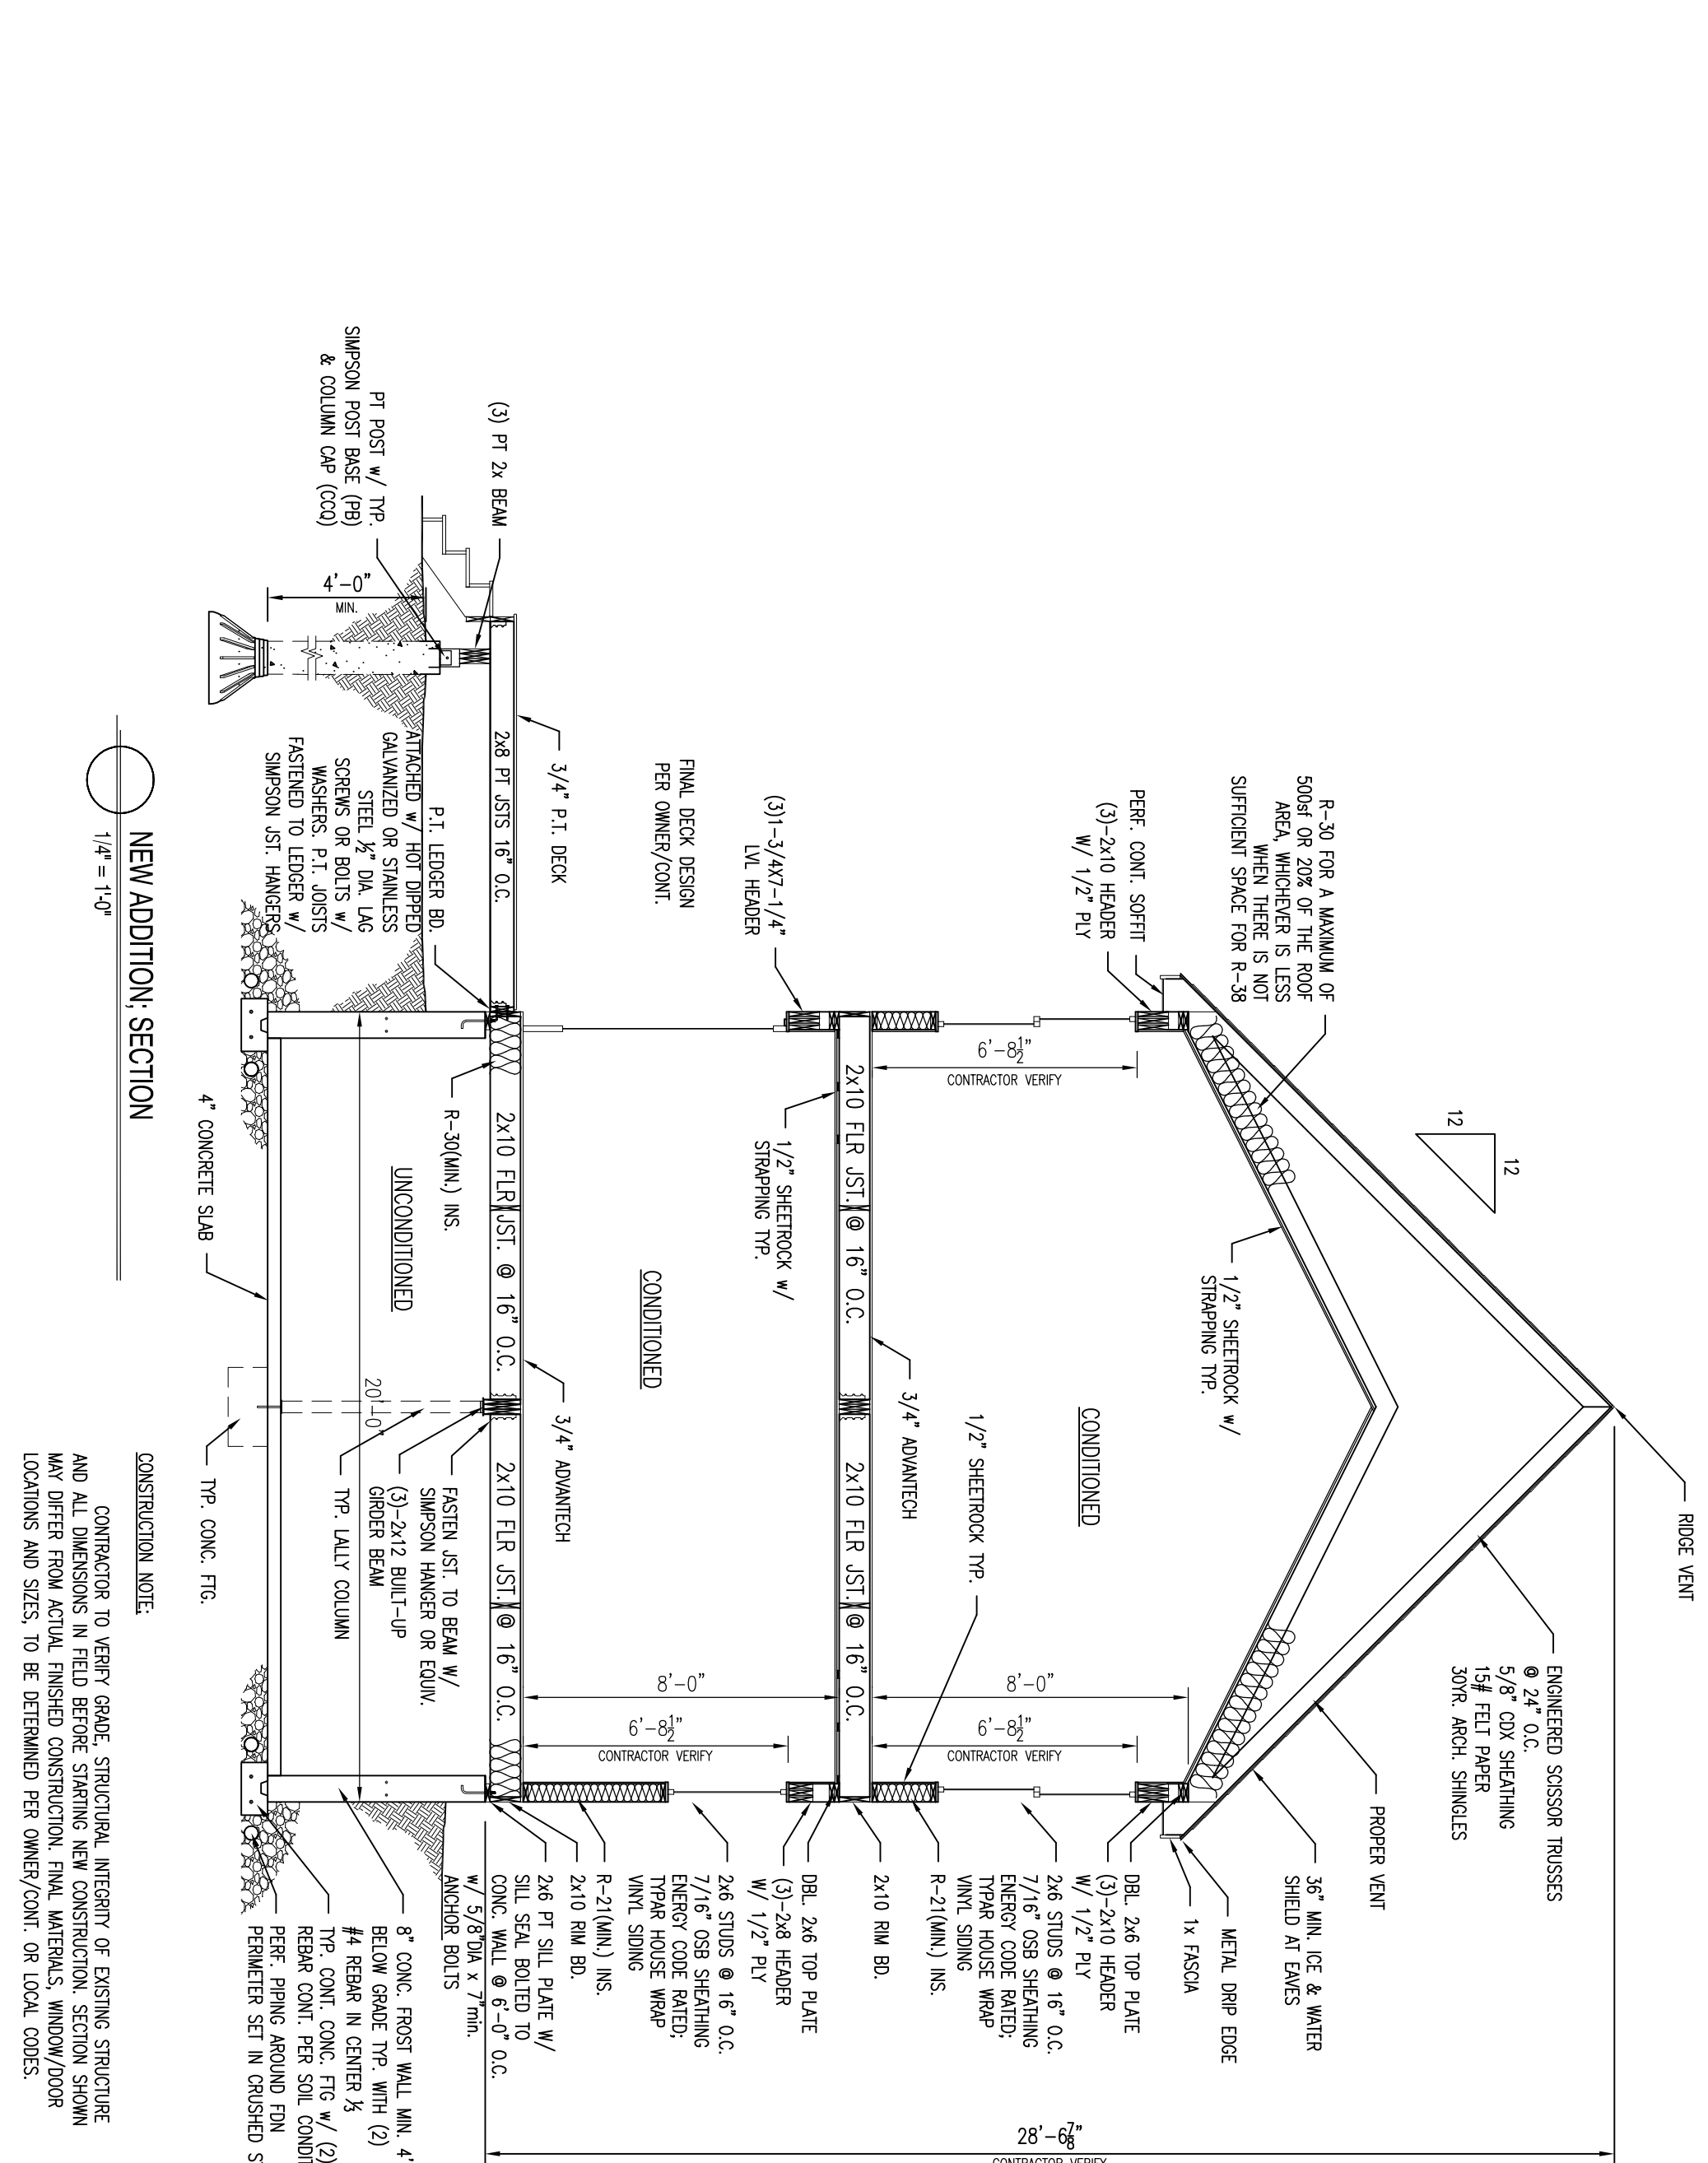 RIDGE VENT
ENGINEERED SCISSOR TRUSSES
@ 24" O.C.
5/8" CDX SHEATHING
15# FELT PAPER
30YR. ARCH. SHINGLES
12
12
PROPER VENT
36" MIN. ICE & WATER
SHIELD AT EAVES
METAL DRIP EDGE
1x FASCIA
R-30 FOR A MAXIMUM OF
500sf OR 20% OF THE ROOF
AREA, WHICHEVER IS LESS
WHEN THERE IS NOT
SUFFICIENT SPACE FOR R-38
1/2" SHEETROCK w/
STRAPPING TYP.
PERF. CONT. SOFFIT
(3)-2x10 HEADER
W/ 1/2" PLY
DBL. 2x6 TOP PLATE
(3)-2x10 HEADER
W/ 1/2" PLY
2x6 STUDS @ 16" O.C.
7/16" OSB SHEATHING
ENERGY CODE RATED;
TYPAR HOUSE WRAP
VINYL SIDING
R-21(MIN.) INS.
2x10 RIM BD.
CONDITIONED
6'-8½"
CONTRACTOR VERIFY
8'-0"
6'-8½"
CONTRACTOR VERIFY
1/2" SHEETROCK TYP.
3/4" ADVANTECH
2x10 FLR JST. @ 16" O.C.
2x10 FLR JST. @ 16" O.C.
(3)1-3/4X7-1/4"
LVL HEADER
1/2" SHEETROCK w/
STRAPPING TYP.
DBL. 2x6 TOP PLATE
(3)-2x8 HEADER
W/ 1/2" PLY
2x6 STUDS @ 16" O.C.
7/16" OSB SHEATHING
ENERGY CODE RATED;
TYPAR HOUSE WRAP
VINYL SIDING
R-21(MIN.) INS.
2x10 RIM BD.
2x6 PT SILL PLATE W/
SILL SEAL BOLTED TO
CONC. WALL @ 6'-0" O.C.
w/ 5/8"DIA x 7"min.
ANCHOR BOLTS
FINAL DECK DESIGN
PER OWNER/CONT.
CONDITIONED
8'-0"
6'-8½"
CONTRACTOR VERIFY
3/4" P.T. DECK
3/4" ADVANTECH
(3) PT 2x BEAM
2x8 PT JSTS 16" O.C.
2x10 FLR JST. @ 16" O.C.
2x10 FLR JST. @ 16" O.C.
R-30(MIN.) INS.
FASTEN JST. TO BEAM W/
SIMPSON HANGER OR EQUIV.
(3)-2x12 BUILT-UP
GIRDER BEAM
TYP. LALLY COLUMN
PT POST w/ TYP.
SIMPSON POST BASE (PB)
& COLUMN CAP (CCQ)
4'-0"
MIN.
P.T. LEDGER BD.
ATTACHED w/ HOT DIPPED
GALVANIZED OR STAINLESS
STEEL ½" DIA. LAG
SCREWS OR BOLTS w/
WASHERS. P.T. JOISTS
FASTENED TO LEDGER w/
SIMPSON JST. HANGERS
UNCONDITIONED
20'-0"
8" CONC. FROST WALL MIN. 4'
BELOW GRADE TYP. WITH (2)
#4 REBAR IN CENTER ⅓
TYP. CONT. CONC. FTG w/ (2)
REBAR CONT. PER SOIL
PERF. PIPING AROUND FDN
PERIMETER SET IN CRUSHED
4" CONCRETE SLAB
TYP. CONC. FTG.
28'-6⅞"
CONTRACTOR VERIFY
NEW ADDITION; SECTION
1/4" = 1'-0"
CONSTRUCTION NOTE:
CONTRACTOR TO VERIFY GRADE, STRUCTURAL INTEGRITY OF EXISTING STRUCTURE
AND ALL DIMENSIONS IN FIELD BEFORE STARTING NEW CONSTRUCTION. SECTION SHOWN
MAY DIFFER FROM ACTUAL FINISHED CONSTRUCTION. FINAL MATERIALS, WINDOW/DOOR
LOCATIONS AND SIZES, TO BE DETERMINED PER OWNER/CONT. OR LOCAL CODES.